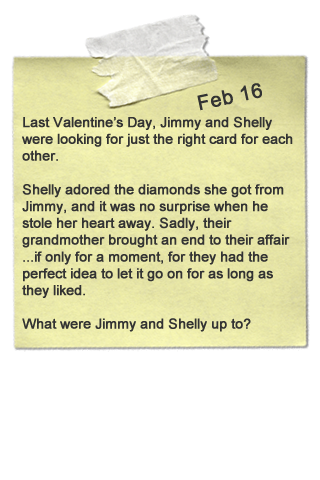 Feb 16
Last Valentine's Day, Jimmy and Shelly
were looking for just the right card for each
other.
Shelly adored the diamonds she got from
Jimmy, and it was no surprise when he
stole her heart away. Sadly, their
grandmother brought an end to their affair
...if only for a moment, for they had the
perfect idea to let it go on for as long as
they liked.
What were Jimmy and Shelly up to?